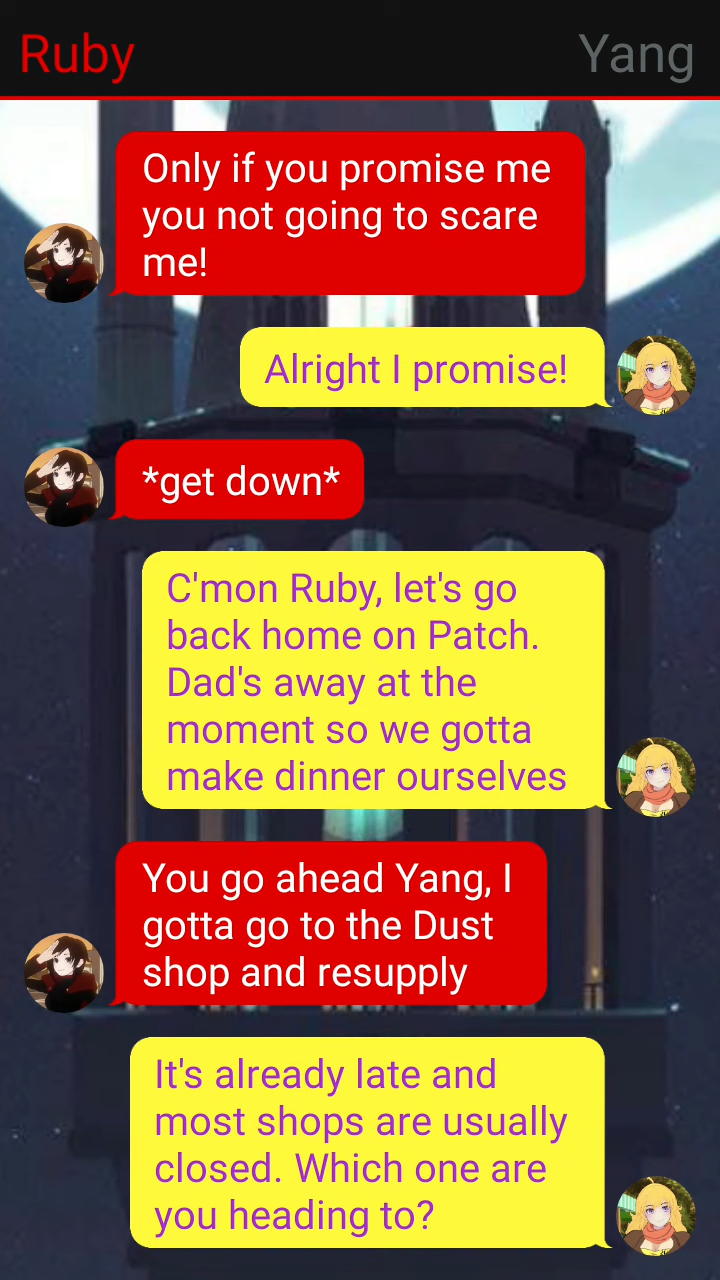 Ruby Yang
Only if you promise me
you not going to scare
me!
Alright I promise!
*get down*
C'mon Ruby, let's go
back home on Patch.
Dad's away at the
moment so we gotta
make dinner ourselves
You go ahead Yang, I
gotta go to the Dust
shop and resupply
It's already late and
most shops are usually
closed. Which one are
you heading to?